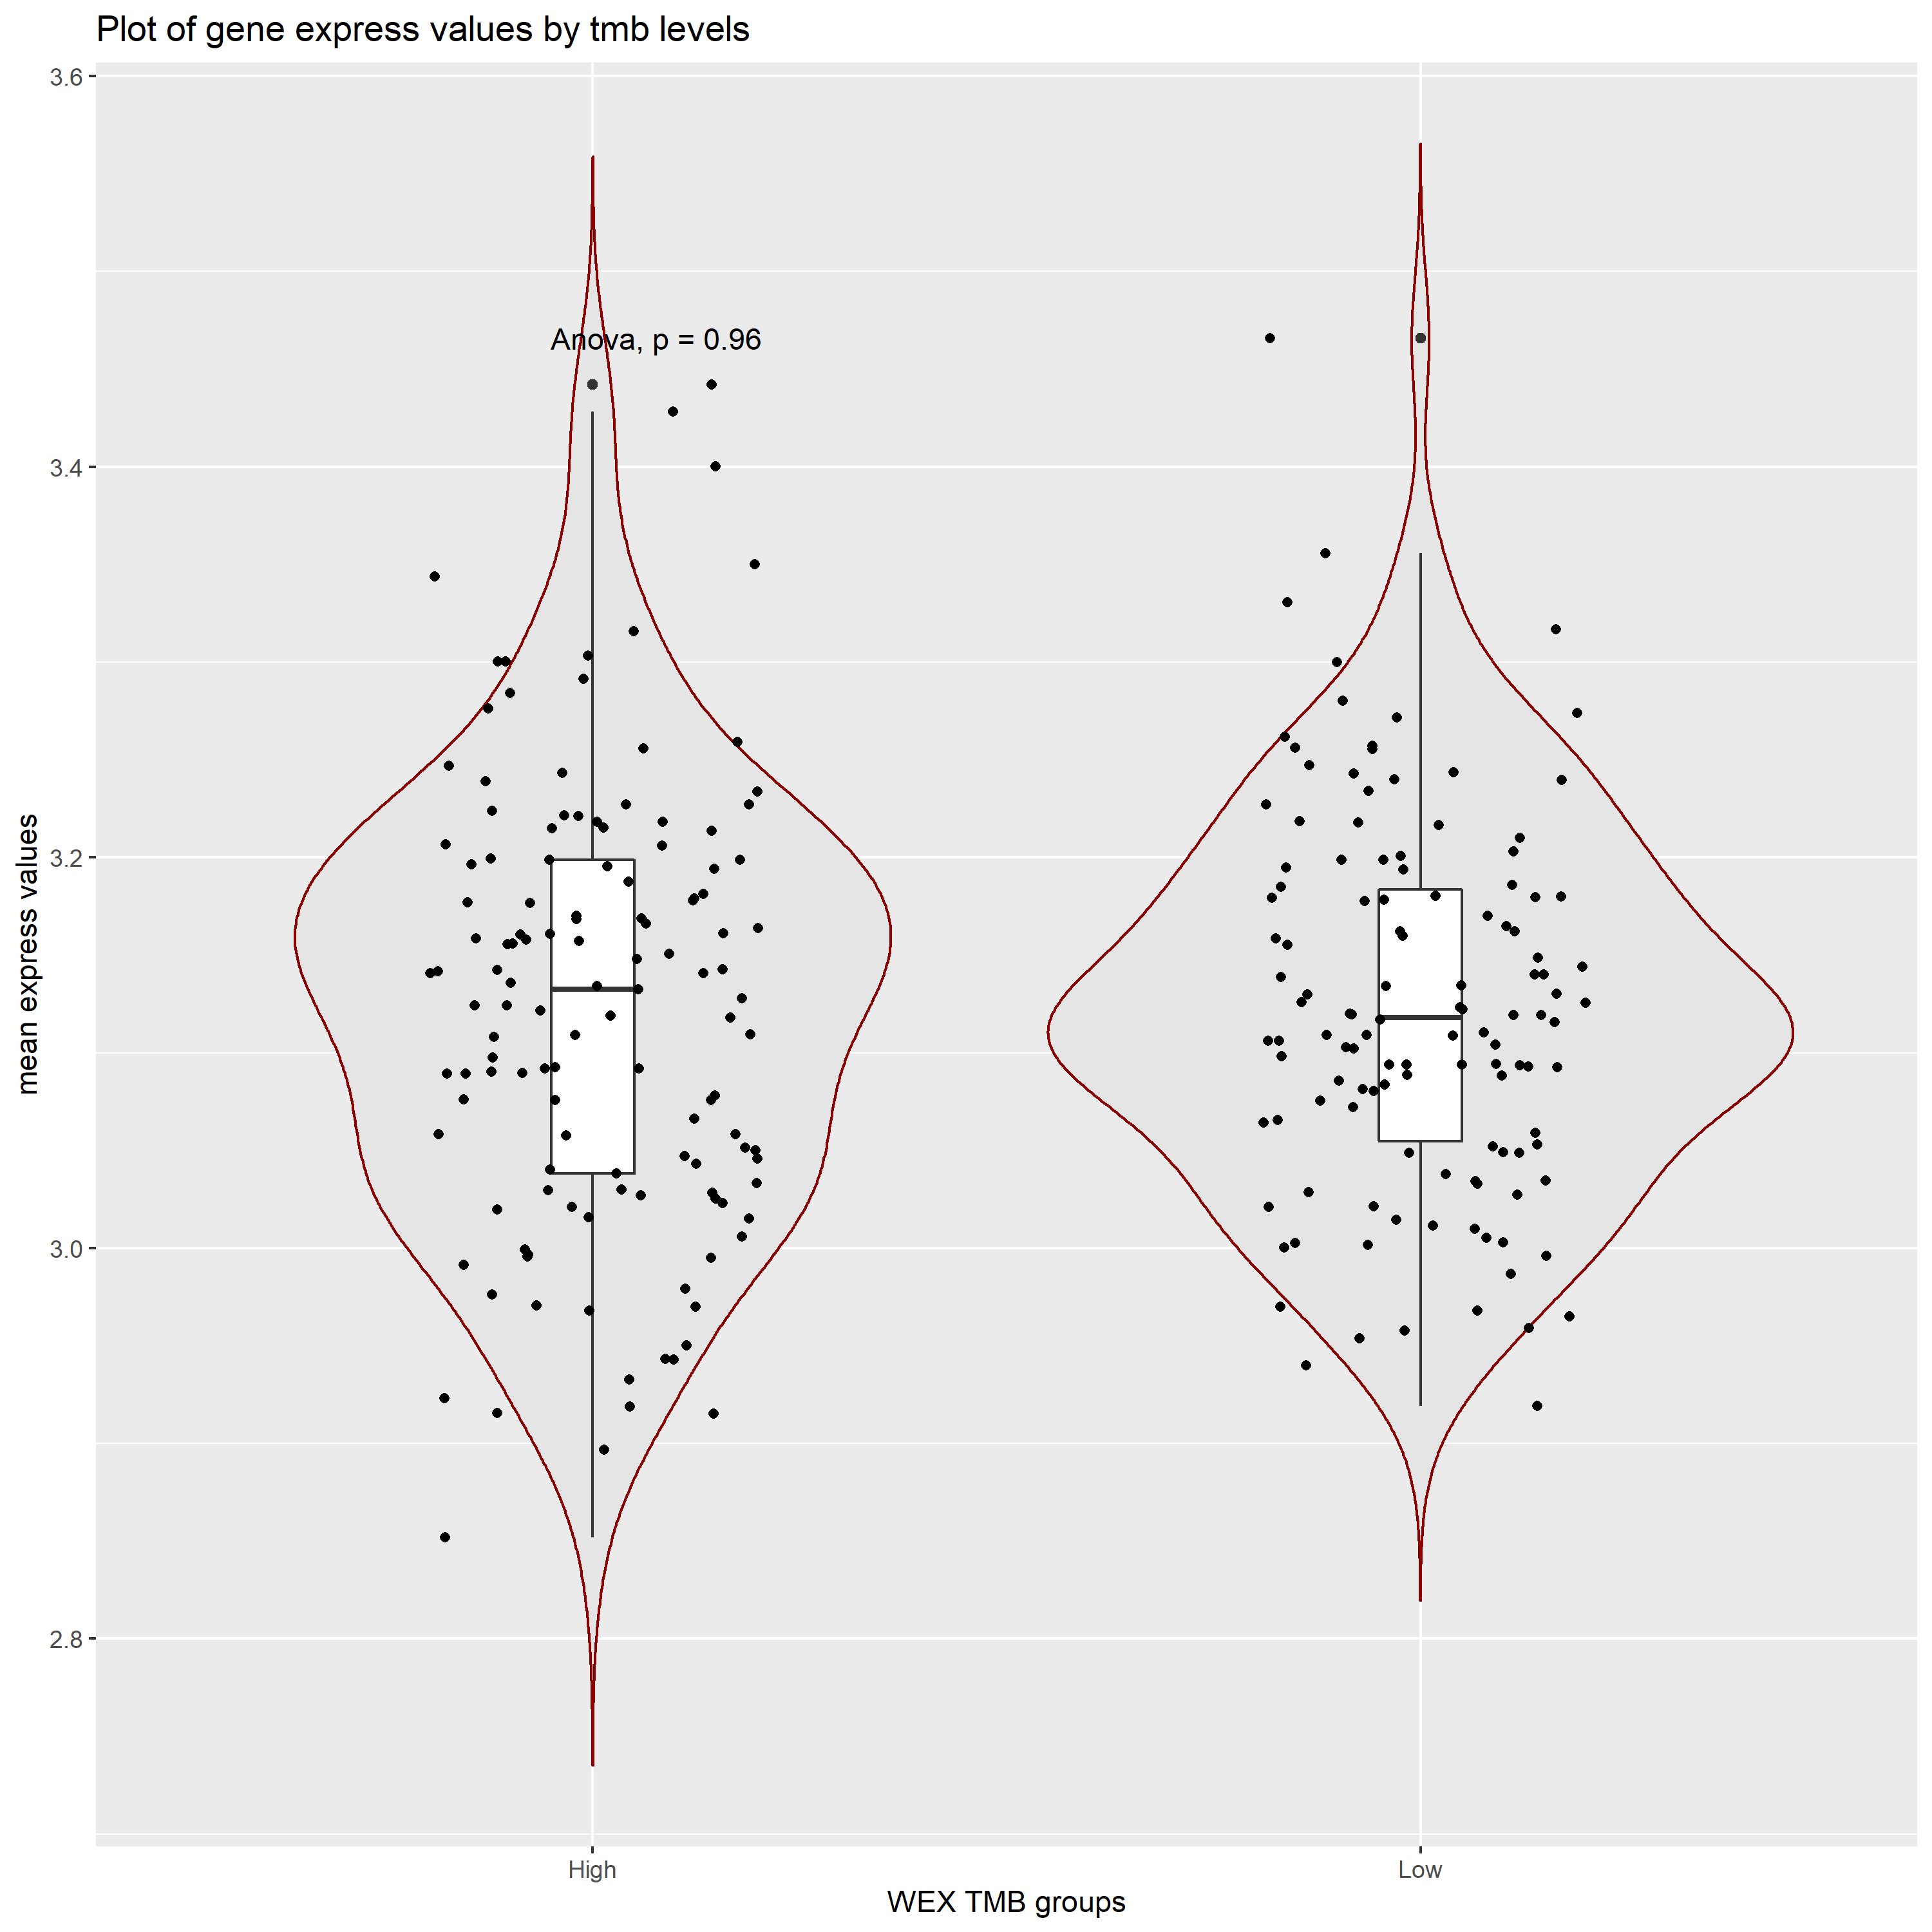 Plot of gene express values by tmb levels
3.6
Anova, p = 0.96
3.4
3.2
mean express values
3.0
2.8
High
Low
WEX TMB groups